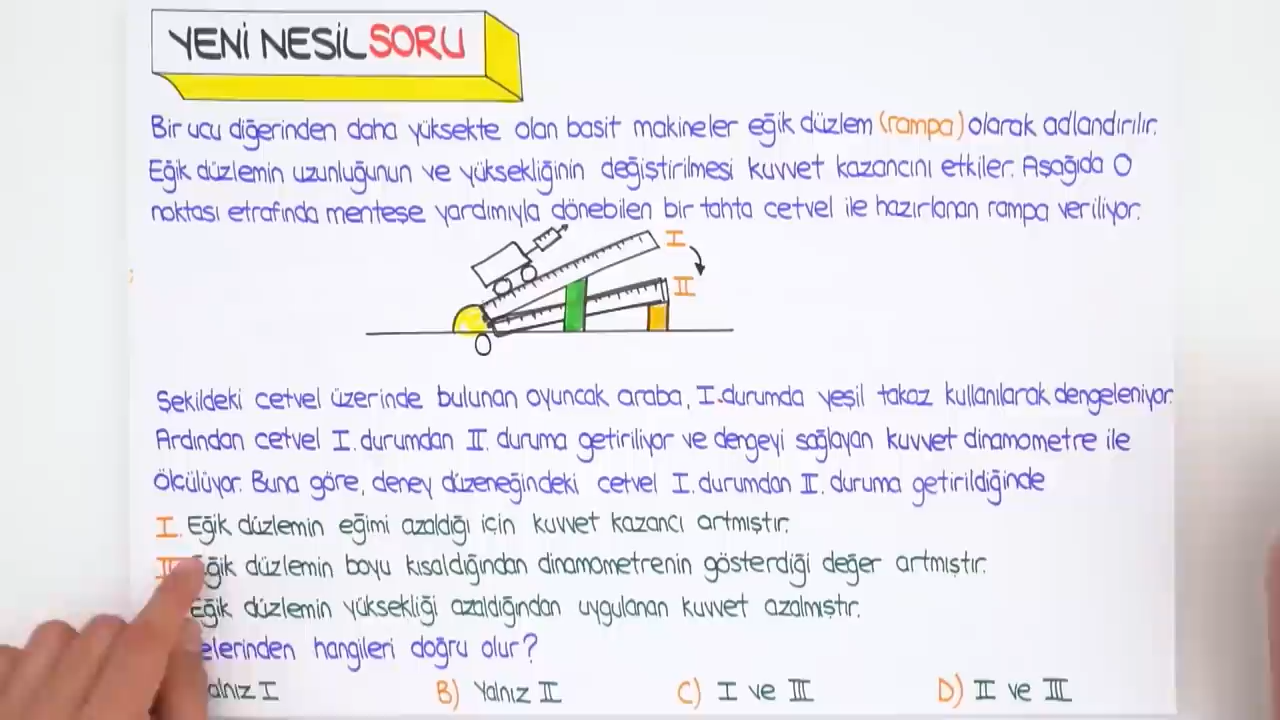 YENİ NESİL SORU
Bir ucu diğerinden daha yüksekte olan basit makineler eğik düzlem (rampa) olarak adlandırılır.
Eğik düzlemin uzunluğunun ve yüksekliğinin değiştirilmesi kuvvet kazancını etkiler. Aşağıda O
noktası etrafında menteşe yardımıyla dönebilen bir tahta cetvel ile hazırlanan rampa veriliyor.
I
II
O
Şekildeki cetvel üzerinde bulunan oyuncak araba, I.durumda yeşil takoz kullanılarak dengeleniyor.
Ardından cetvel I. durumdan II. duruma getiriliyor ve dengeyi sağlayan kuvvet dinamometre ile
ölçülüyor. Buna göre, deney düzeneğindeki cetvel I. durumdan II. duruma getirildiğinde
I. Eğik düzlemin eğimi azaldığı için kuvvet kazancı artmıştır.
düzlemin boyu kısaldığından dinamometrenin gösterdiği değer artmıştır.
Eğik düzlemin yüksekliği azaldığından uygulanan kuvvet azalmıştır.
elerinden hangileri doğru olur?
alnız I B) Yalnız II C) I ve III D) II ve III